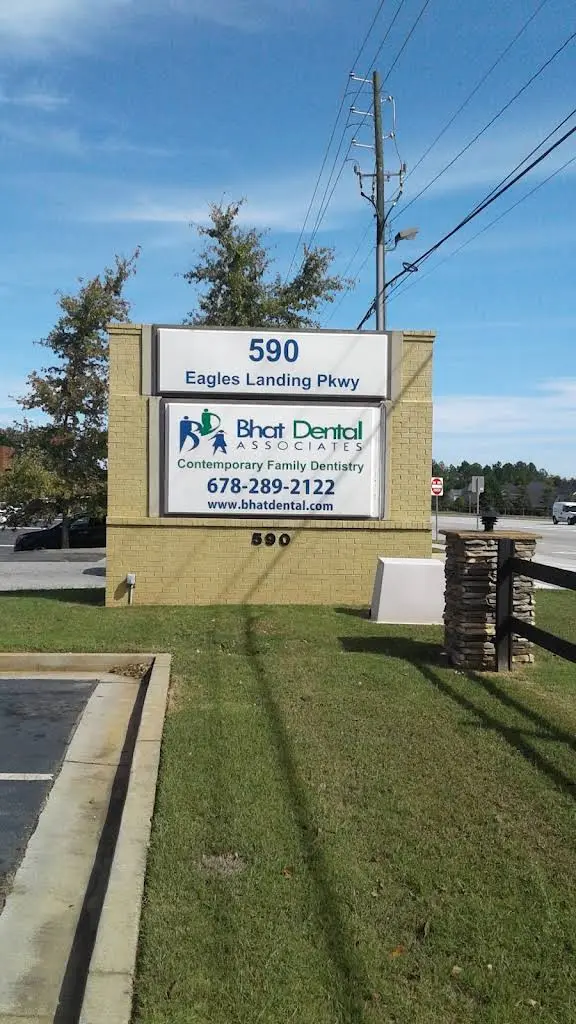 590
Eagles Landing Pkwy
Bhat Dental
ASSOCIATES
Contemporary Family Dentistry
678-289-2122
www.bhatdental.com
590